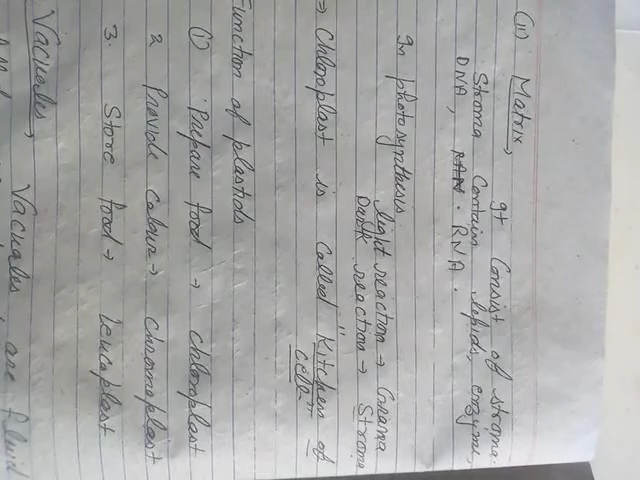 (ii) Matrix →
It Consist of stroma.
Stroma Contain lipids, enzyme,
DNA, RNA.
In photosynthesis
light reaction → Grana
Dark reaction → Stroma
⇒ Chloroplast is called "Kitchen of
cell"
Function of plastids
(i) Prepare food → chloroplast
2 Provide colour → chromoplast
3. Store food → leucoplast
Vacuoles →
Vacuoles are fluid